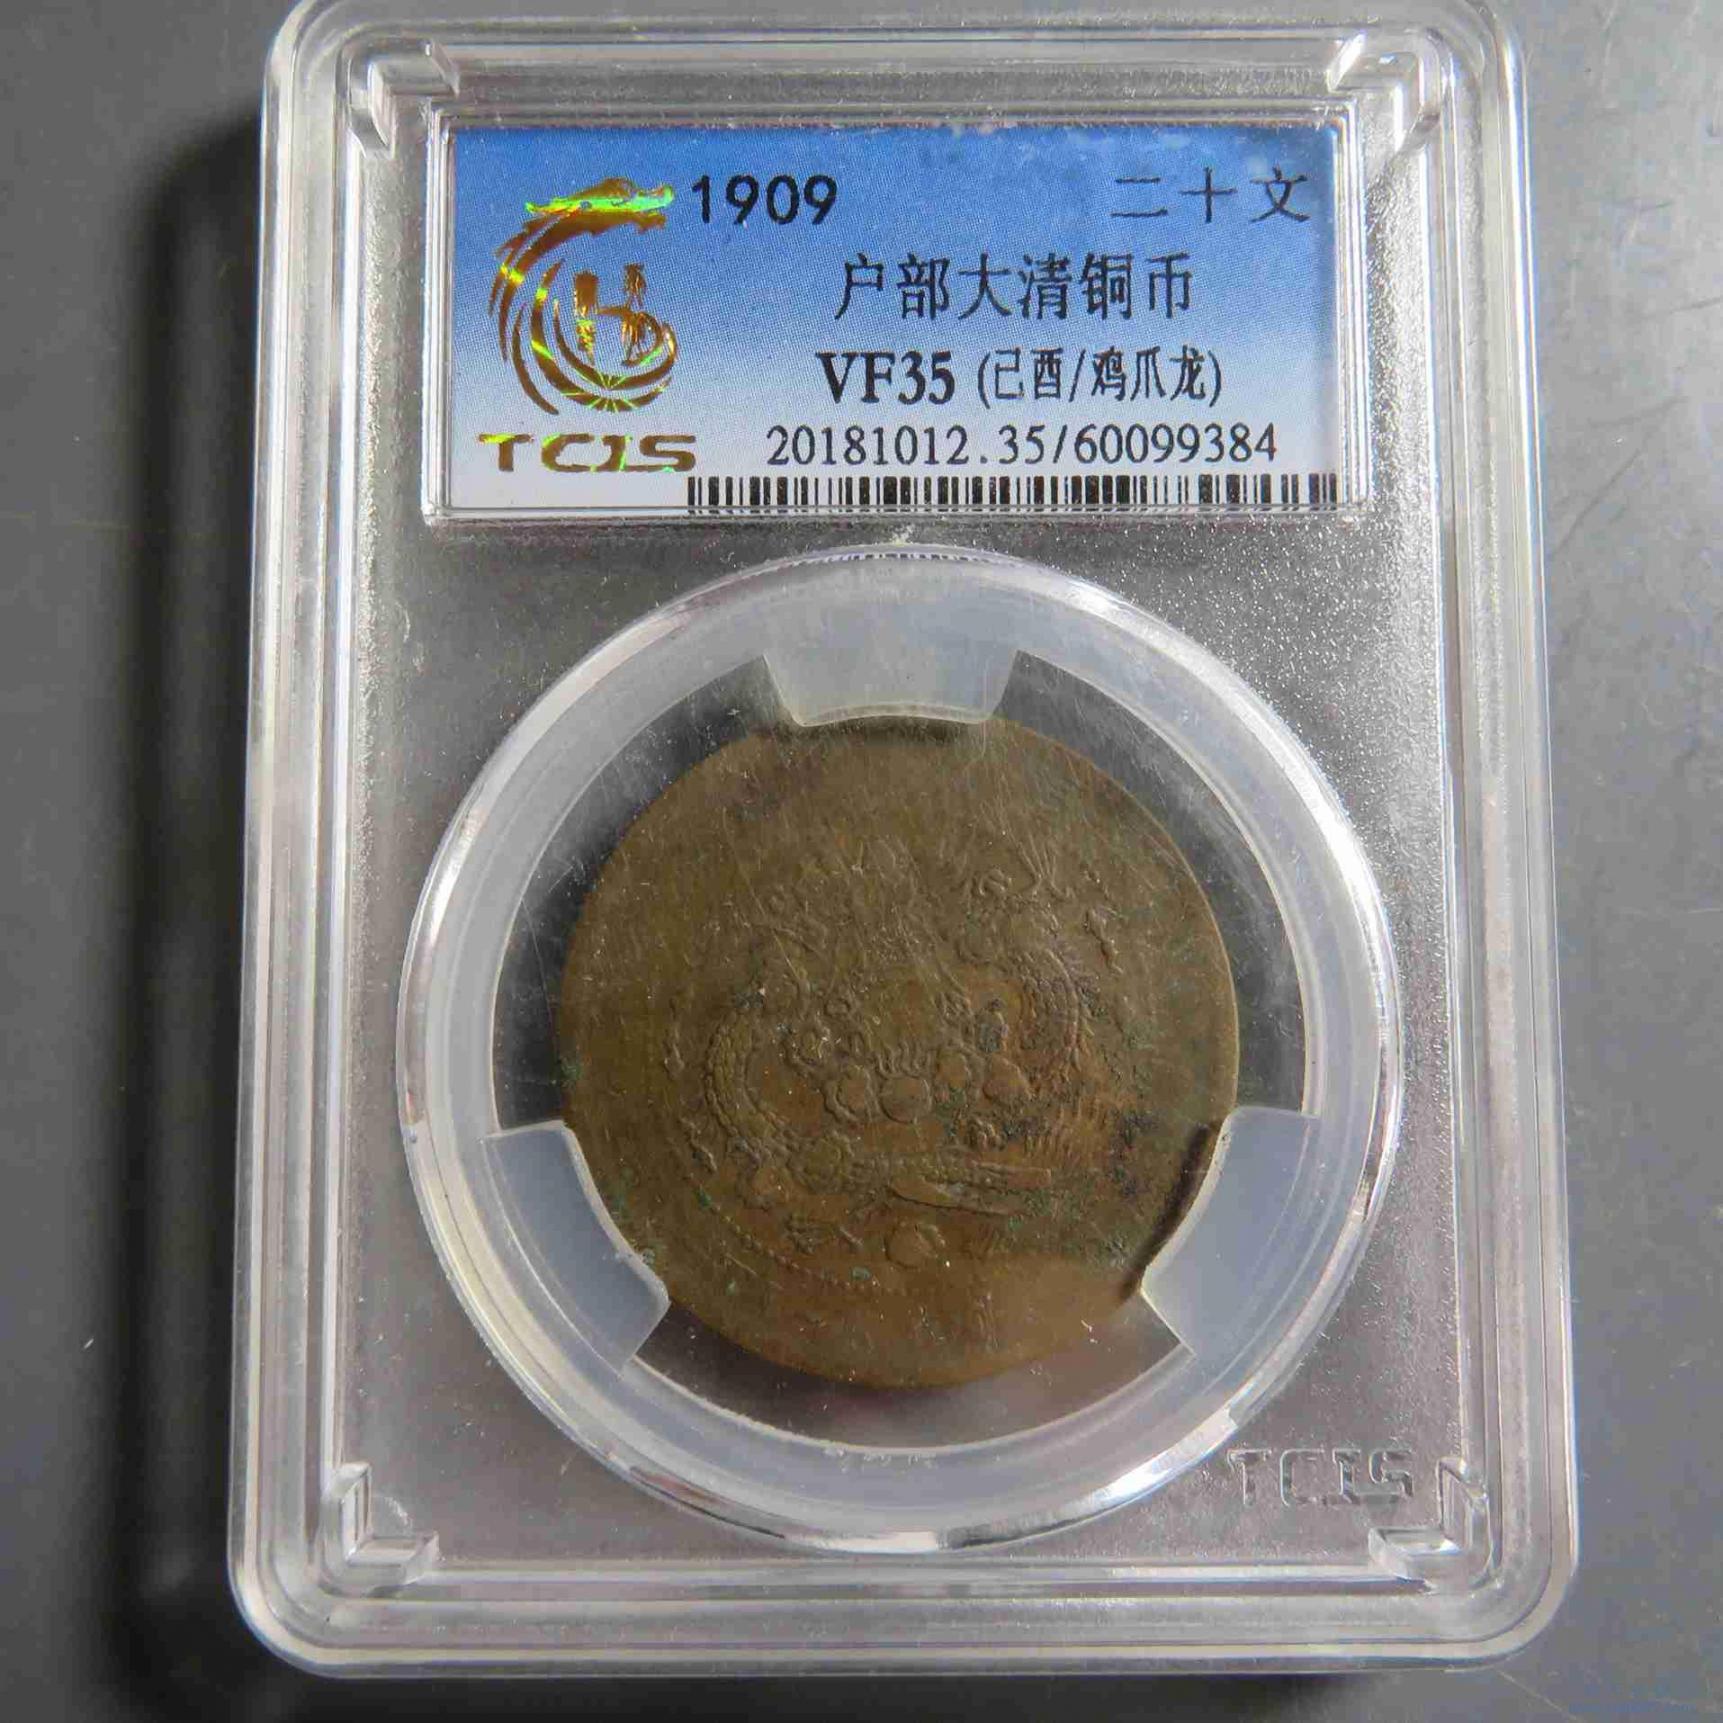 1909 二十文
户部大清铜币
VF35 (己酉/鸡爪龙)
TCIS 20181012.35/60099384
TCIS